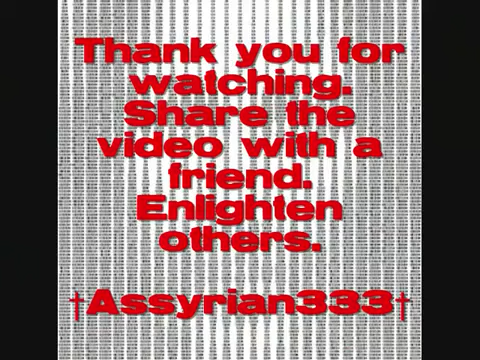 Thank you for
watching.
Share the
video with a
friend.
Enlighten
others.
†Assyrian333†